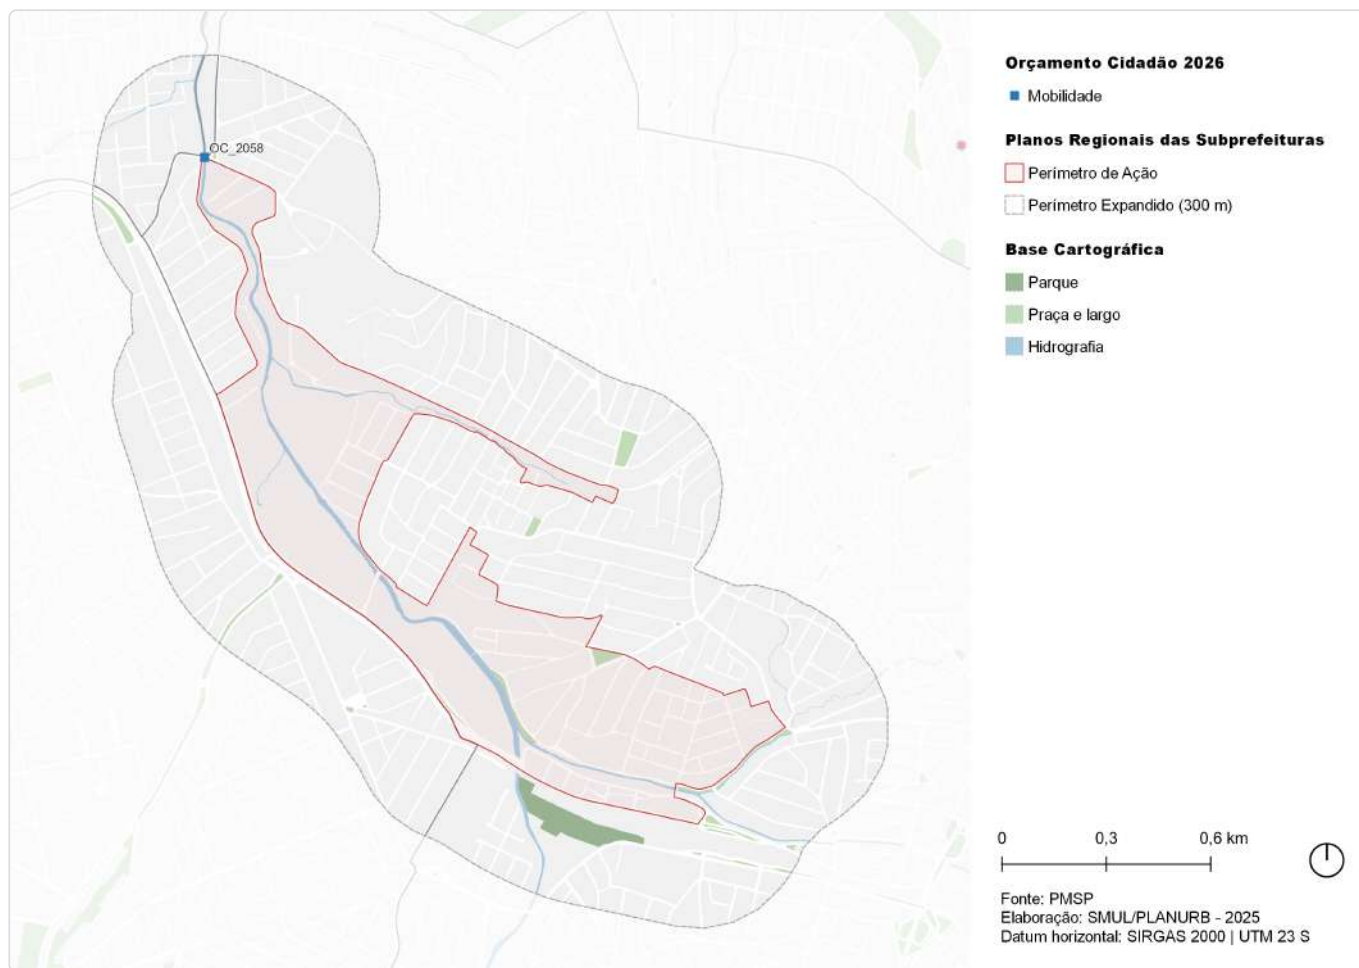 OC_2058
Orçamento Cidadão 2026
Mobilidade
Planos Regionais das Subprefeituras
Perímetro de Ação
Perímetro Expandido (300 m)
Base Cartográfica
Parque
Praça e largo
Hidrografia
0 0,3 0,6 km
Fonte: PMSP
Elaboração: SMUL/PLANURB - 2025
Datum horizontal: SIRGAS 2000 | UTM 23 S